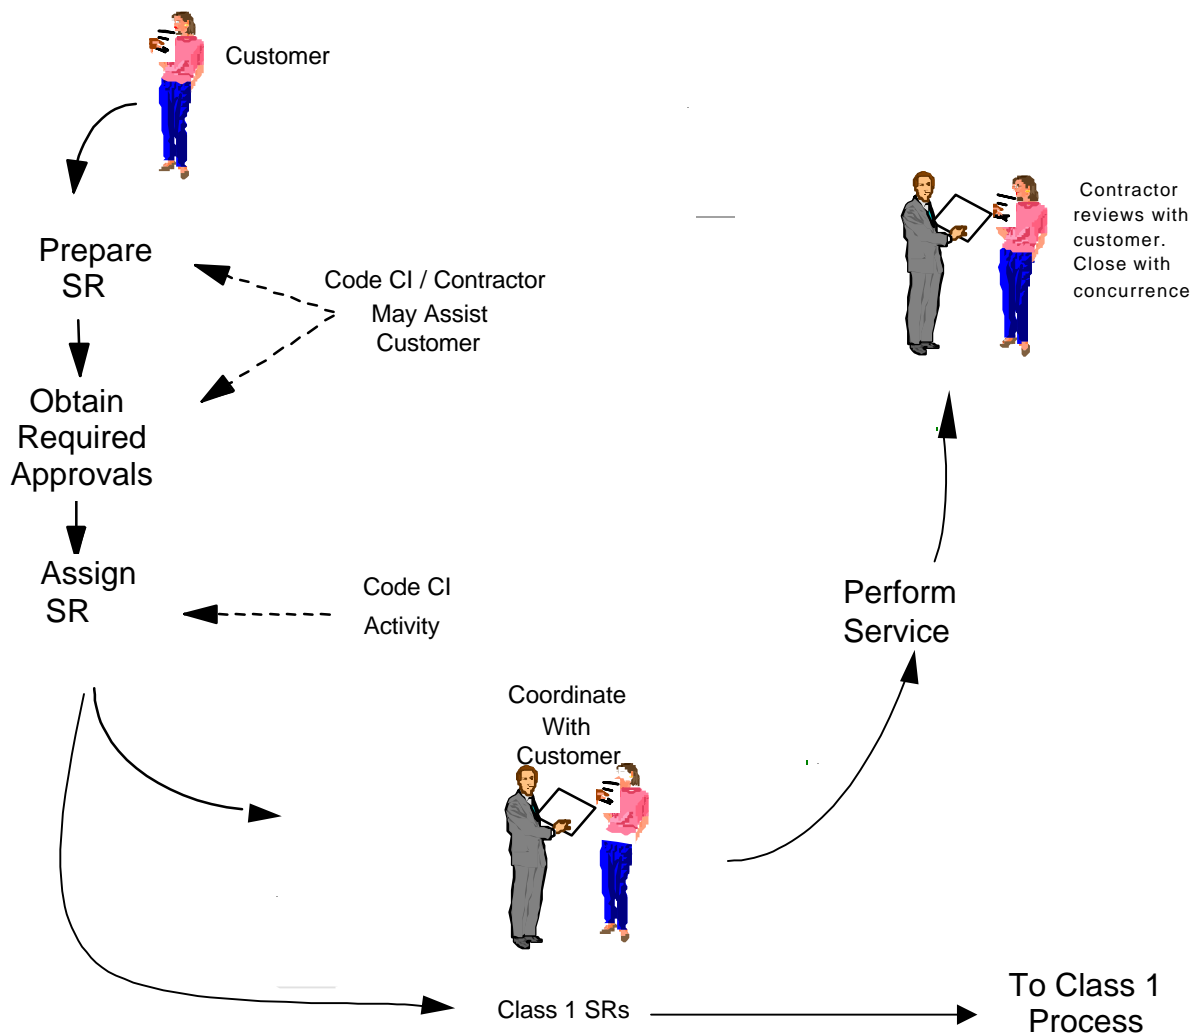 Customer
Prepare
SR
Code CI / Contractor
May Assist
Customer
Obtain
Required
Approvals
Assign
SR
Code CI
Activity
Coordinate
With
Customer
Perform
Service
Contractor
reviews with
customer.
Close with
concurrence
Class 1 SRs
To Class 1
Process